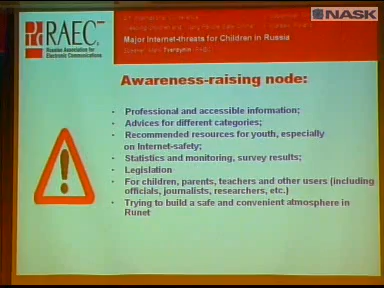 NASK
RAEC
Russian Association for
Electronic Communications
Major Internet-threats for Children in Russia
Awareness-raising node:
• Professional and accessible information;
• Advices for different categories;
• Recommended resources for youth, especially
on Internet-safety;
• Statistics and monitoring, survey results;
• Legislation
• For children, parents, teachers and other users (including
officials, journalists, researchers, etc.)
• Trying to build a safe and convenient atmosphere in
Runet